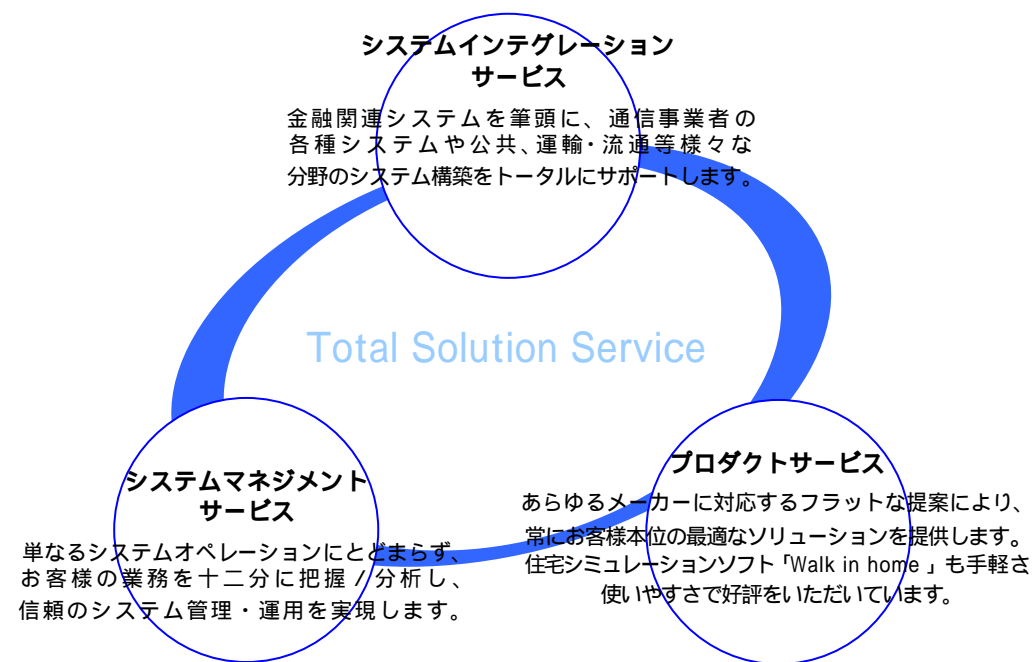 システムインテグレーション
サービス
金融関連システムを筆頭に、通信事業者の
各種システムや公共、運輸・流通等様々な
分野のシステム構築をトータルにサポートします。
Total Solution Service
システムマネジメント
サービス
単なるシステムオペレーションにとどまらず、
お客様の業務を十二分に把握/分析し、
信頼のシステム管理・運用を実現します。
プロダクトサービス
あらゆるメーカーに対応するフラットな提案により、
常にお客様本位の最適なソリューションを提供します。
住宅シミュレーションソフト「Walk in home」も手軽さ
使いやすさで好評をいただいています。